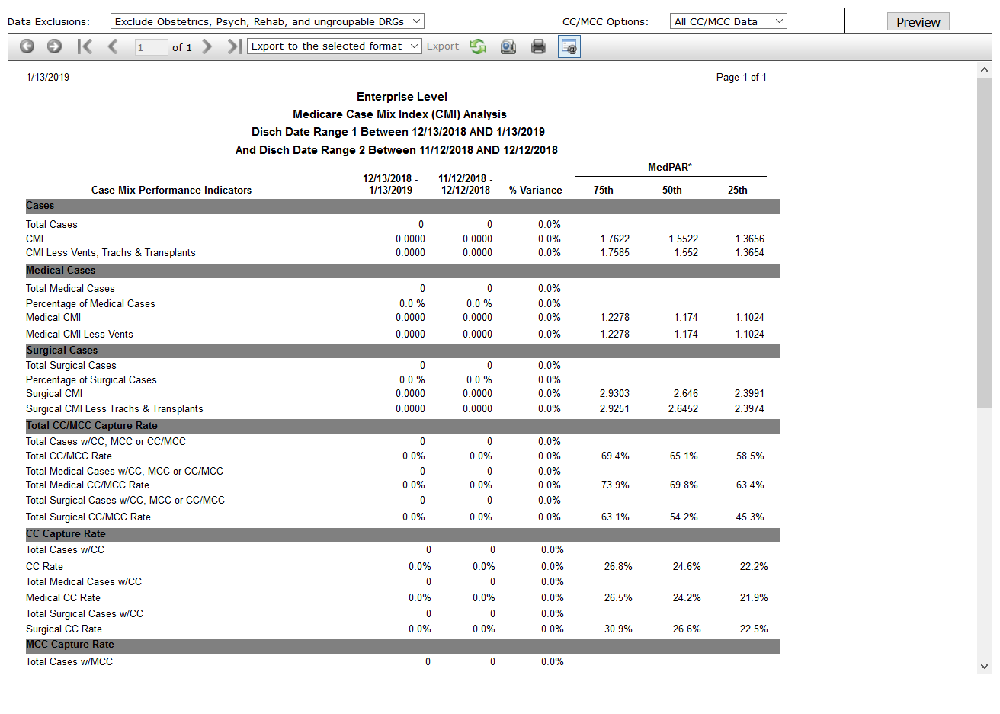 Data Exclusions: Exclude Obstetrics, Psych, Rehab, and ungroupable DRGs CC/MCC Options: All CC/MCC Data Preview
1 of 1 Export to the selected format Export
1/13/2019 Page 1 of 1
Enterprise Level
Medicare Case Mix Index (CMI) Analysis
Disch Date Range 1 Between 12/13/2018 AND 1/13/2019
And Disch Date Range 2 Between 11/12/2018 AND 12/12/2018
MedPAR*
12/13/2018 - 11/12/2018 -
Case Mix Performance Indicators 1/13/2019 12/12/2018 % Variance 75th 50th 25th
Cases
Total Cases 0 0 0.0%
CMI 0.0000 0.0000 0.0% 1.7622 1.5522 1.3656
CMI Less Vents, Trachs & Transplants 0.0000 0.0000 0.0% 1.7585 1.552 1.3654
Medical Cases
Total Medical Cases 0 0 0.0%
Percentage of Medical Cases 0.0 % 0.0 % 0.0%
Medical CMI 0.0000 0.0000 0.0% 1.2278 1.174 1.1024
Medical CMI Less Vents 0.0000 0.0000 0.0% 1.2278 1.174 1.1024
Surgical Cases
Total Surgical Cases 0 0 0.0%
Percentage of Surgical Cases 0.0 % 0.0 % 0.0%
Surgical CMI 0.0000 0.0000 0.0% 2.9303 2.646 2.3991
Surgical CMI Less Trachs & Transplants 0.0000 0.0000 0.0% 2.9251 2.6452 2.3974
Total CC/MCC Capture Rate
Total Cases w/CC, MCC or CC/MCC 0 0 0.0%
Total CC/MCC Rate 0.0% 0.0% 0.0% 69.4% 65.1% 58.5%
Total Medical Cases w/CC, MCC or CC/MCC 0 0 0.0%
Total Medical CC/MCC Rate 0.0% 0.0% 0.0% 73.9% 69.8% 63.4%
Total Surgical Cases w/CC, MCC or CC/MCC 0 0 0.0%
Total Surgical CC/MCC Rate 0.0% 0.0% 0.0% 63.1% 54.2% 45.3%
CC Capture Rate
Total Cases w/CC 0 0 0.0%
CC Rate 0.0% 0.0% 0.0% 26.8% 24.6% 22.2%
Total Medical Cases w/CC 0 0 0.0%
Medical CC Rate 0.0% 0.0% 0.0% 26.5% 24.2% 21.9%
Total Surgical Cases w/CC 0 0 0.0%
Surgical CC Rate 0.0% 0.0% 0.0% 30.9% 26.6% 22.5%
MCC Capture Rate
Total Cases w/MCC 0 0 0.0%